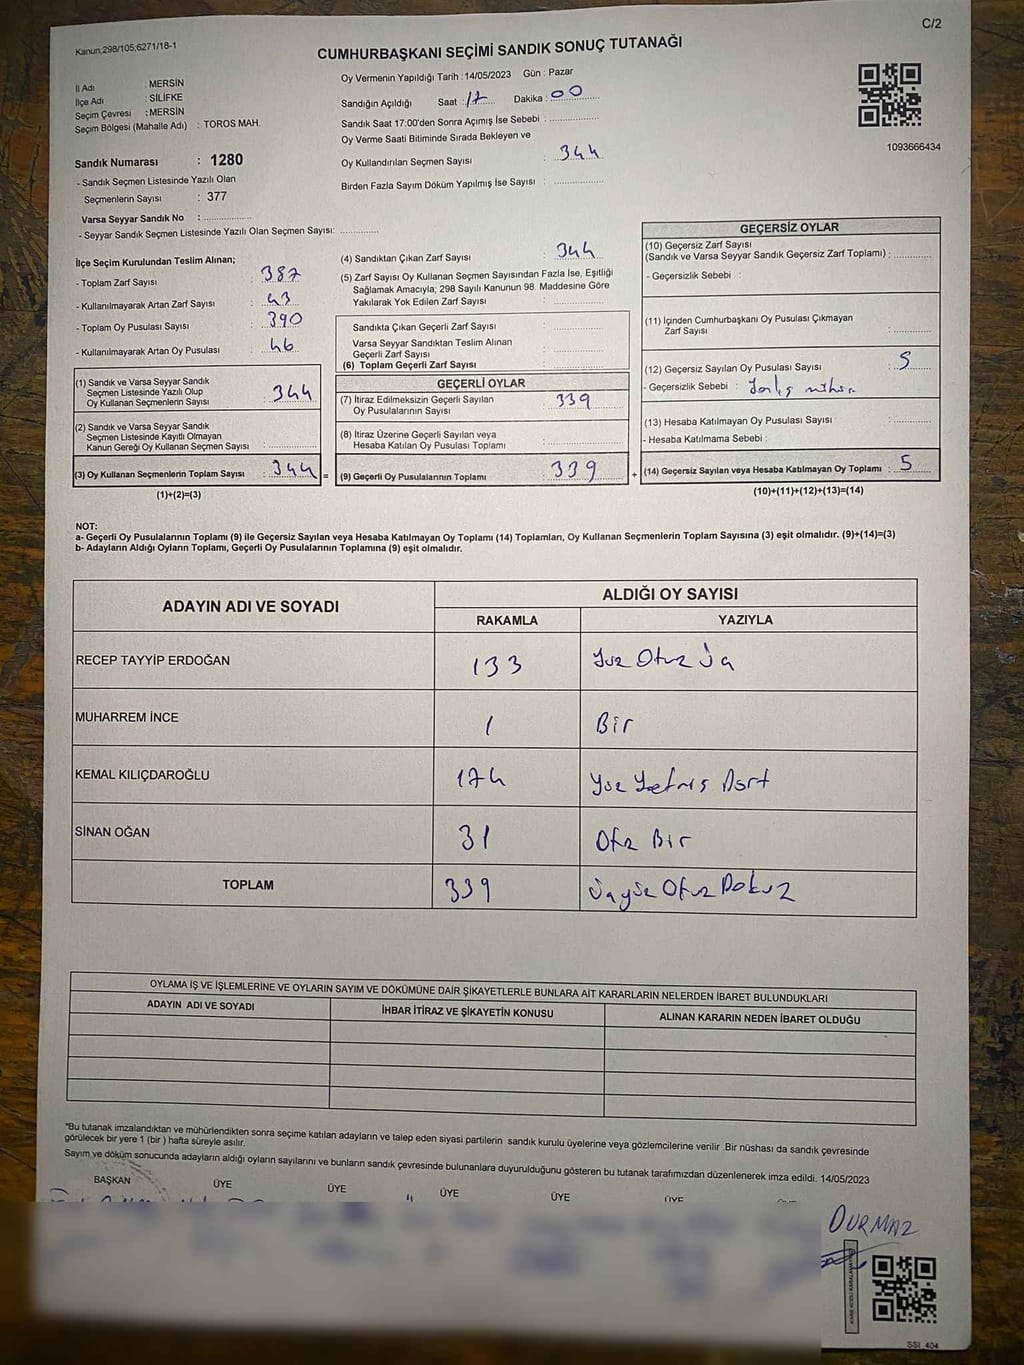 C/2
Kanun;298/105;6271/18-1
CUMHURBAŞKANI SEÇİMİ SANDIK SONUÇ TUTANAĞI
İl Adı : MERSİN
İlçe Adı : SİLİFKE
Seçim Çevresi : MERSİN
Seçim Bölgesi (Mahalle Adı) : TOROS MAH.
Oy Vermenin Yapıldığı Tarih :14/05/2023 Gün : Pazar
Sandığın Açıldığı Saat : 17 Dakika : 00
Sandık Saat 17:00'den Sonra Açımış İse Sebebi :
Oy Verme Saati Bitiminde Sırada Bekleyen ve
Oy Kullandırılan Seçmen Sayısı : 344
Birden Fazla Sayım Döküm Yapılmış İse Sayısı :
1093666434
Sandık Numarası : 1280
- Sandık Seçmen Listesinde Yazılı Olan
Seçmenlerin Sayısı : 377
Varsa Seyyar Sandık No :
- Seyyar Sandık Seçmen Listesinde Yazılı Olan Seçmen Sayısı:
İlçe Seçim Kurulundan Teslim Alınan;
- Toplam Zarf Sayısı : 387
- Kullanılmayarak Artan Zarf Sayısı : 43
- Toplam Oy Pusulası Sayısı : 390
- Kullanılmayarak Artan Oy Pusulası : 46
(1) Sandık ve Varsa Seyyar Sandık
Seçmen Listesinde Yazılı Olup
Oy Kullanan Seçmenlerin Sayısı : 344
(2) Sandık ve Varsa Seyyar Sandık
Seçmen Listesinde Kayıtlı Olmayan
Kanun Gereği Oy Kullanan Seçmen Sayısı :
(3) Oy Kullanan Seçmenlerin Toplam Sayısı : 344 =
(1)+(2)=(3)
(4) Sandıktan Çıkan Zarf Sayısı : 344
(5) Zarf Sayısı Oy Kullanan Seçmen Sayısından Fazla İse, Eşitliği
Sağlamak Amacıyla; 298 Sayılı Kanunun 98. Maddesine Göre
Yakılarak Yok Edilen Zarf Sayısı :
Sandıkta Çıkan Geçerli Zarf Sayısı :
Varsa Seyyar Sandıktan Teslim Alınan
Geçerli Zarf Sayısı :
(6) Toplam Geçerli Zarf Sayısı :
GEÇERLİ OYLAR
(7) İtiraz Edilmeksizin Geçerli Sayılan
Oy Pusulalarının Sayısı : 339
(8) İtiraz Üzerine Geçerli Sayılan veya
Hesaba Katılan Oy Pusulası Toplamı :
(9) Geçerli Oy Pusulalarının Toplamı : 339 +
GEÇERSİZ OYLAR
(10) Geçersiz Zarf Sayısı
(Sandık ve Varsa Seyyar Sandık Geçersiz Zarf Toplamı) :
- Geçersizlik Sebebi :
(11) İçinden Cumhurbaşkanı Oy Pusulası Çıkmayan
Zarf Sayısı :
(12) Geçersiz Sayılan Oy Pusulası Sayısı : 5
- Geçersizlik Sebebi :
(13) Hesaba Katılmayan Oy Pusulası Sayısı :
- Hesaba Katılmama Sebebi :
(14) Geçersiz Sayılan veya Hesaba Katılmayan Oy Toplamı : 5
(10)+(11)+(12)+(13)=(14)
NOT:
a- Geçerli Oy Pusulalarının Toplamı (9) ile Geçersiz Sayılan veya Hesaba Katılmayan Oy Toplamı (14) Toplamları, Oy Kullanan Seçmenlerin Toplam Sayısına (3) eşit olmalıdır. (9)+(14)=(3)
b- Adayların Aldığı Oyların Toplamı, Geçerli Oy Pusulalarının Toplamına (9) eşit olmalıdır.
ADAYIN ADI VE SOYADI ALDIĞI OY SAYISI
RAKAMLA YAZIYLA
RECEP TAYYİP ERDOĞAN 133 Yüz Otuz Üç
MUHARREM İNCE 1 Bir
KEMAL KILIÇDAROĞLU 174 Yüz Yetmiş Dört
SİNAN OĞAN 31 Otuz Bir
TOPLAM 339 Üçyüz Otuz Dokuz
OYLAMA İŞ VE İŞLEMLERİNE VE OYLARIN SAYIM VE DÖKÜMÜNE DAİR ŞİKAYETLERLE BUNLARA AİT KARARLARIN NELERDEN İBARET BULUNDUKLARI
ADAYIN ADI VE SOYADI İHBAR İTİRAZ VE ŞİKAYETİN KONUSU ALINAN KARARIN NEDEN İBARET OLDUĞU
"Bu tutanak imzalandıktan ve mühürlendikten sonra seçime katılan adayların ve talep eden siyasi partilerin sandık kurulu üyelerine veya gözlemcilerine verilir .Bir nüshası da sandık çevresinde
görülecek bir yere 1 (bir ) hafta süreyle asılır.
Sayım ve döküm sonucunda adayların aldığı oyların sayılarını ve bunların sandık çevresinde bulunanlara duyurulduğunu gösteren bu tutanak tarafımızdan düzenlenerek imza edildi. 14/05/2023
BAŞKAN ÜYE ÜYE ÜYE ÜYE ÜYE
DURMAZ
SSI_404